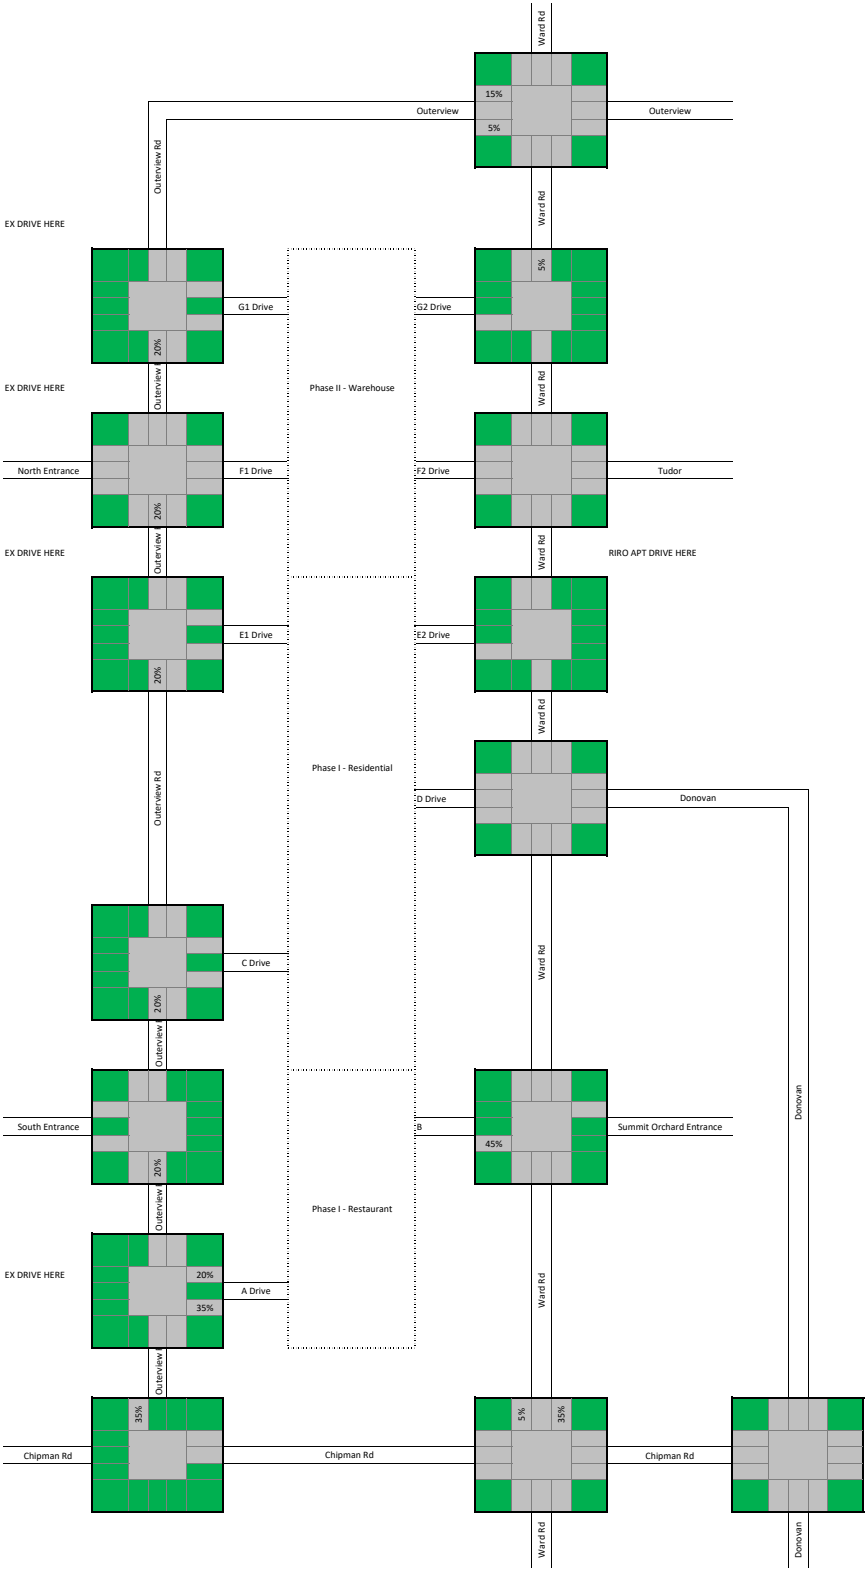 Ward Rd
15%
Outerview
Outerview
5%
Outerview Rd
Ward Rd
EX DRIVE HERE
5%
G1 Drive
G2 Drive
20%
Outerview
Ward Rd
EX DRIVE HERE
Phase II - Warehouse
North Entrance
F1 Drive
F2 Drive
Tudor
20%
Outerview
Ward Rd
EX DRIVE HERE
RIRO APT DRIVE HERE
E1 Drive
E2 Drive
20%
Ward Rd
Outerview Rd
Phase I - Residential
D Drive
Donovan
C Drive
Ward Rd
20%
Outerview
South Entrance
B
Summit Orchard Entrance
Donovan
45%
20%
Outerview
Phase I - Restaurant
EX DRIVE HERE
20%
A Drive
35%
Ward Rd
Outerview
35%
5%
35%
Chipman Rd
Chipman Rd
Chipman Rd
Ward Rd
Donovan